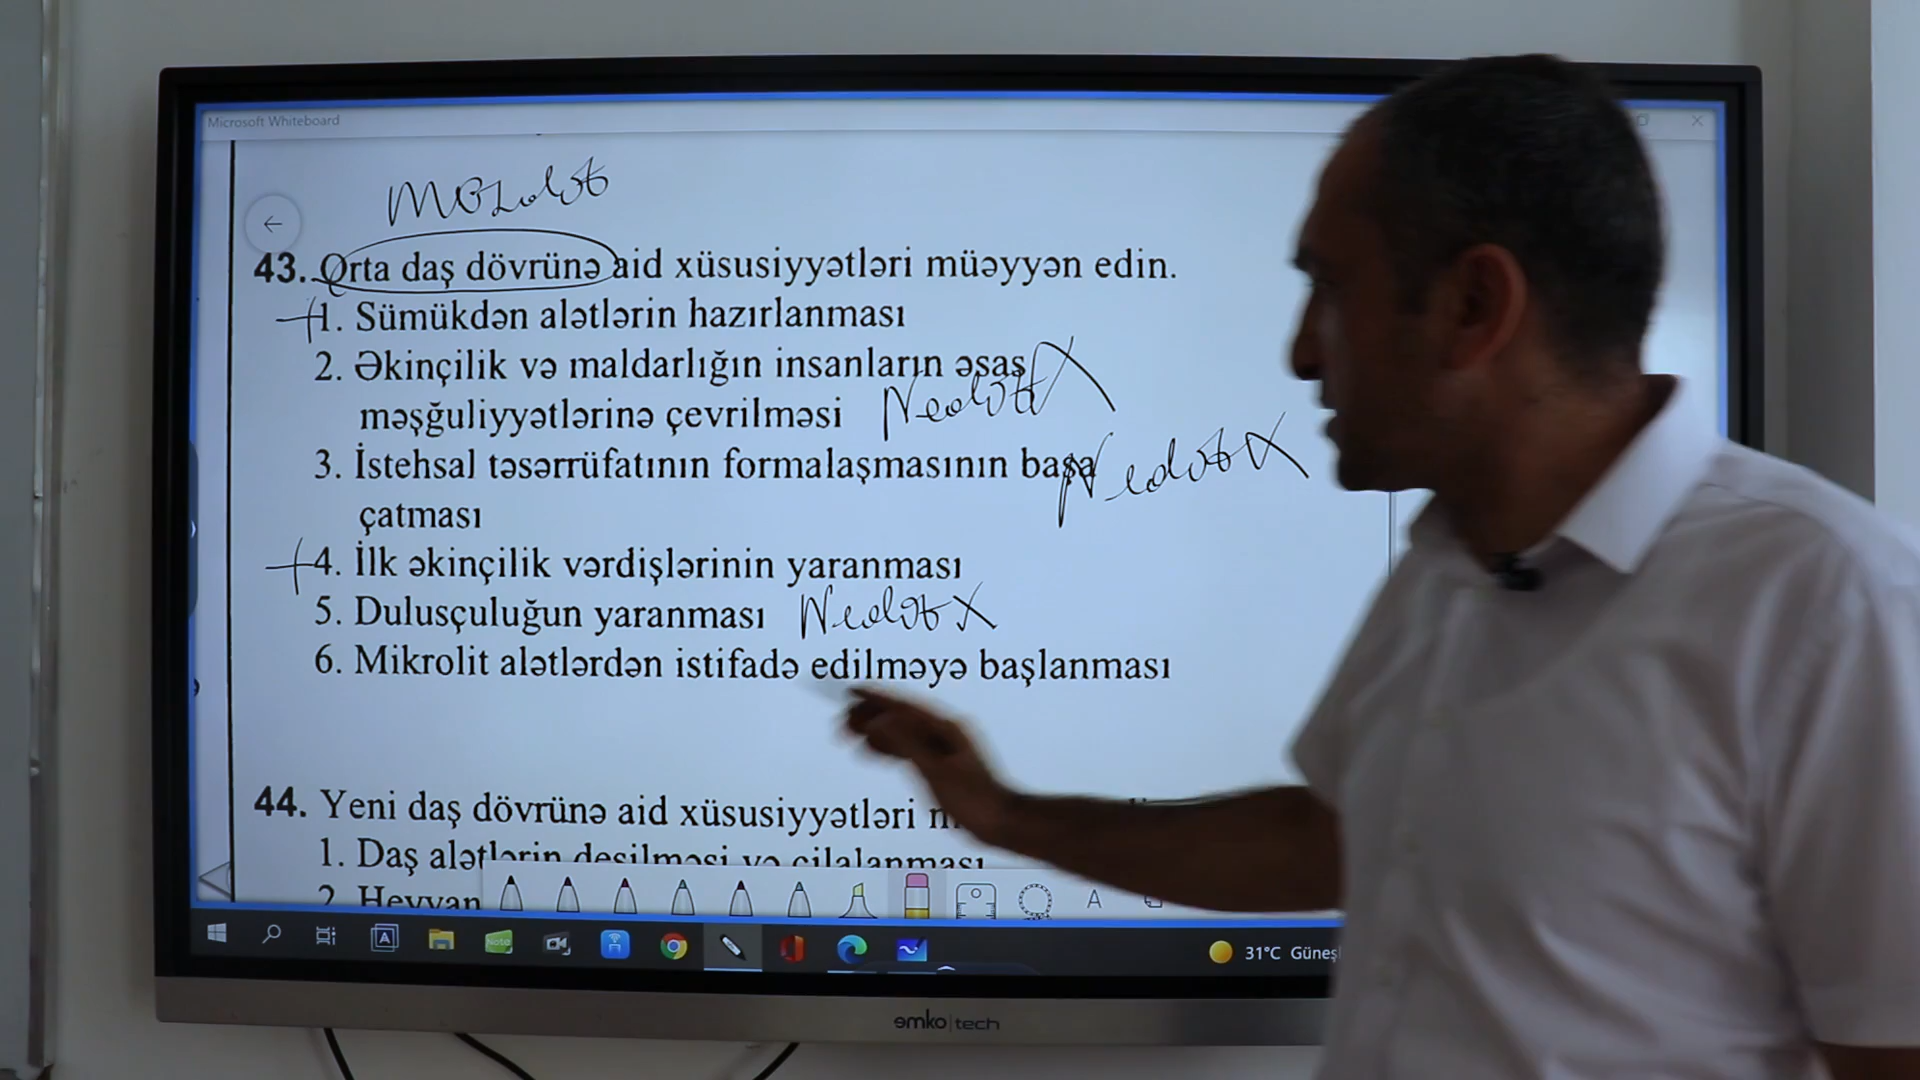 Microsoft Whiteboard
Mezolit
43. Orta daş dövrünə aid xüsusiyyətləri müəyyən edin.
+1. Sümükdən alətlərin hazırlanması
2. Əkinçilik və maldarlığın insanların əsas X
məşğuliyyətlərinə çevrilməsi Neolit
3. İstehsal təsərrüfatının formalaşmasının başa Neolit X
çatması
+4. İlk əkinçilik vərdişlərinin yaranması
5. Dulusçuluğun yaranması Neolit X
6. Mikrolit alətlərdən istifadə edilməyə başlanması
44. Yeni daş dövrünə aid xüsusiyyətləri
1. Daş alətlərin deşilməsi və cilalanması
2. Heyvan
31°C Güneşl
emko|tech